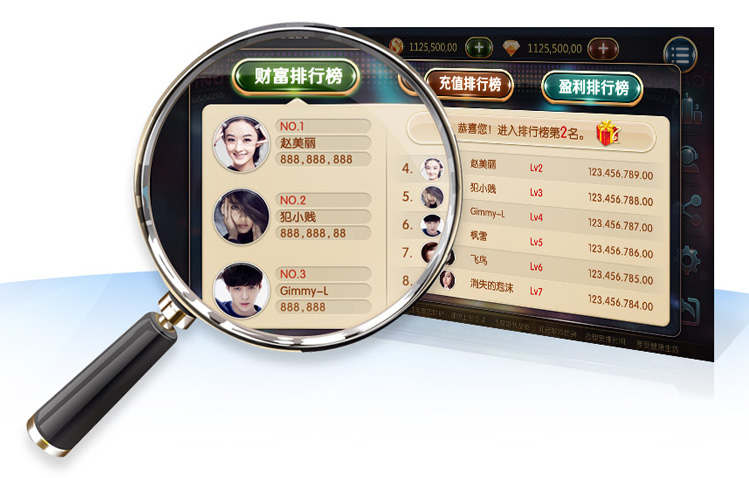 1125,500,00
1125,500.00
财富排行榜
充值排行榜
盈利排行榜
恭喜您！进入排行榜第2名。
NO.1
赵美丽
888,888,888
NO.2
犯小贱
888,888,88
NO.3
Gimmy-L
888,888
4. 赵美丽 Lv2 123.456.789.00
5. 犯小贱 Lv3 123.456.788.00
6. Gimmy-L Lv4 123.456.787.00
7. 枫雪 Lv5 123.456.786.00
8. 飞鸟 Lv6 123.456.785.00
消失的泡沫 Lv7 123.456.784.00